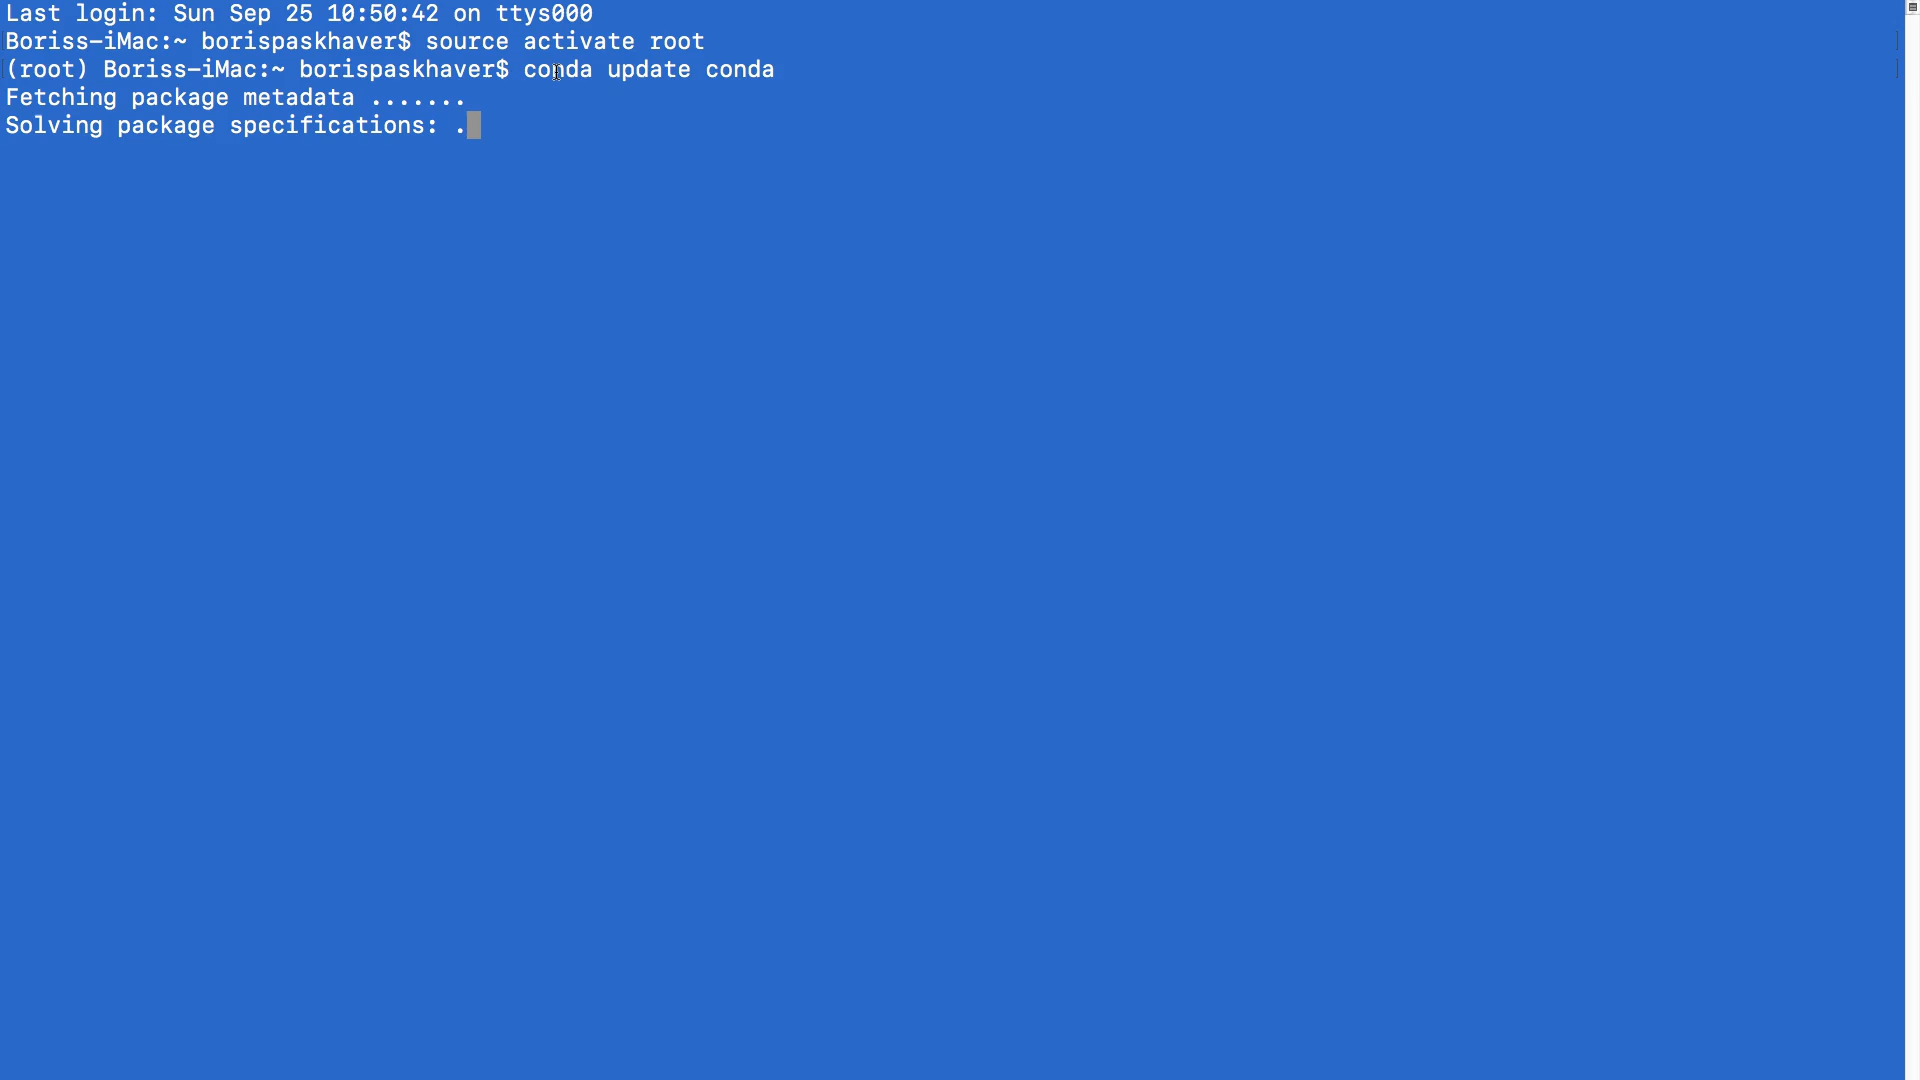 Last login: Sun Sep 25 10:50:42 on ttys000
Boriss-iMac:~ borispaskhaver$ source activate root
(root) Boriss-iMac:~ borispaskhaver$ conda update conda
Fetching package metadata .......
Solving package specifications: .